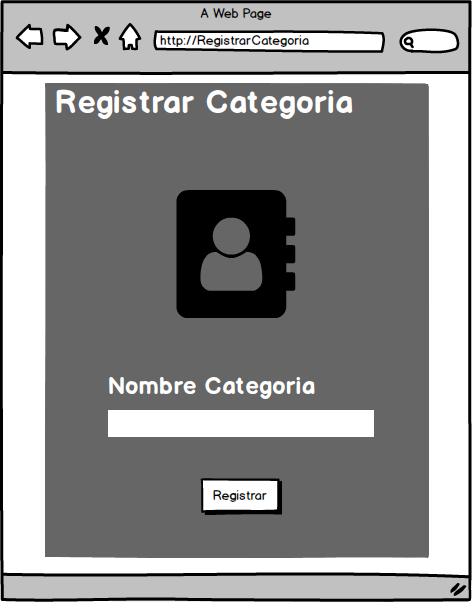 A Web Page
http://RegistrarCategoria
Registrar Categoria
Nombre Categoria
Registrar